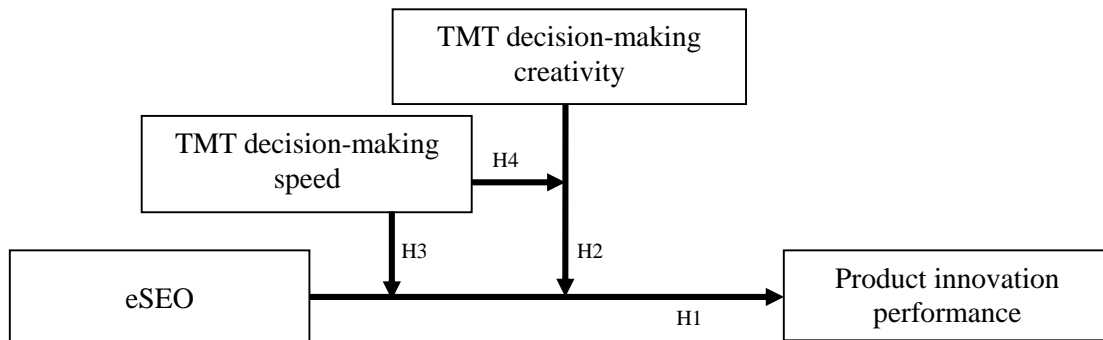 TMT decision-making
creativity
TMT decision-making
speed
H4
H3
H2
eSEO
H1
Product innovation
performance